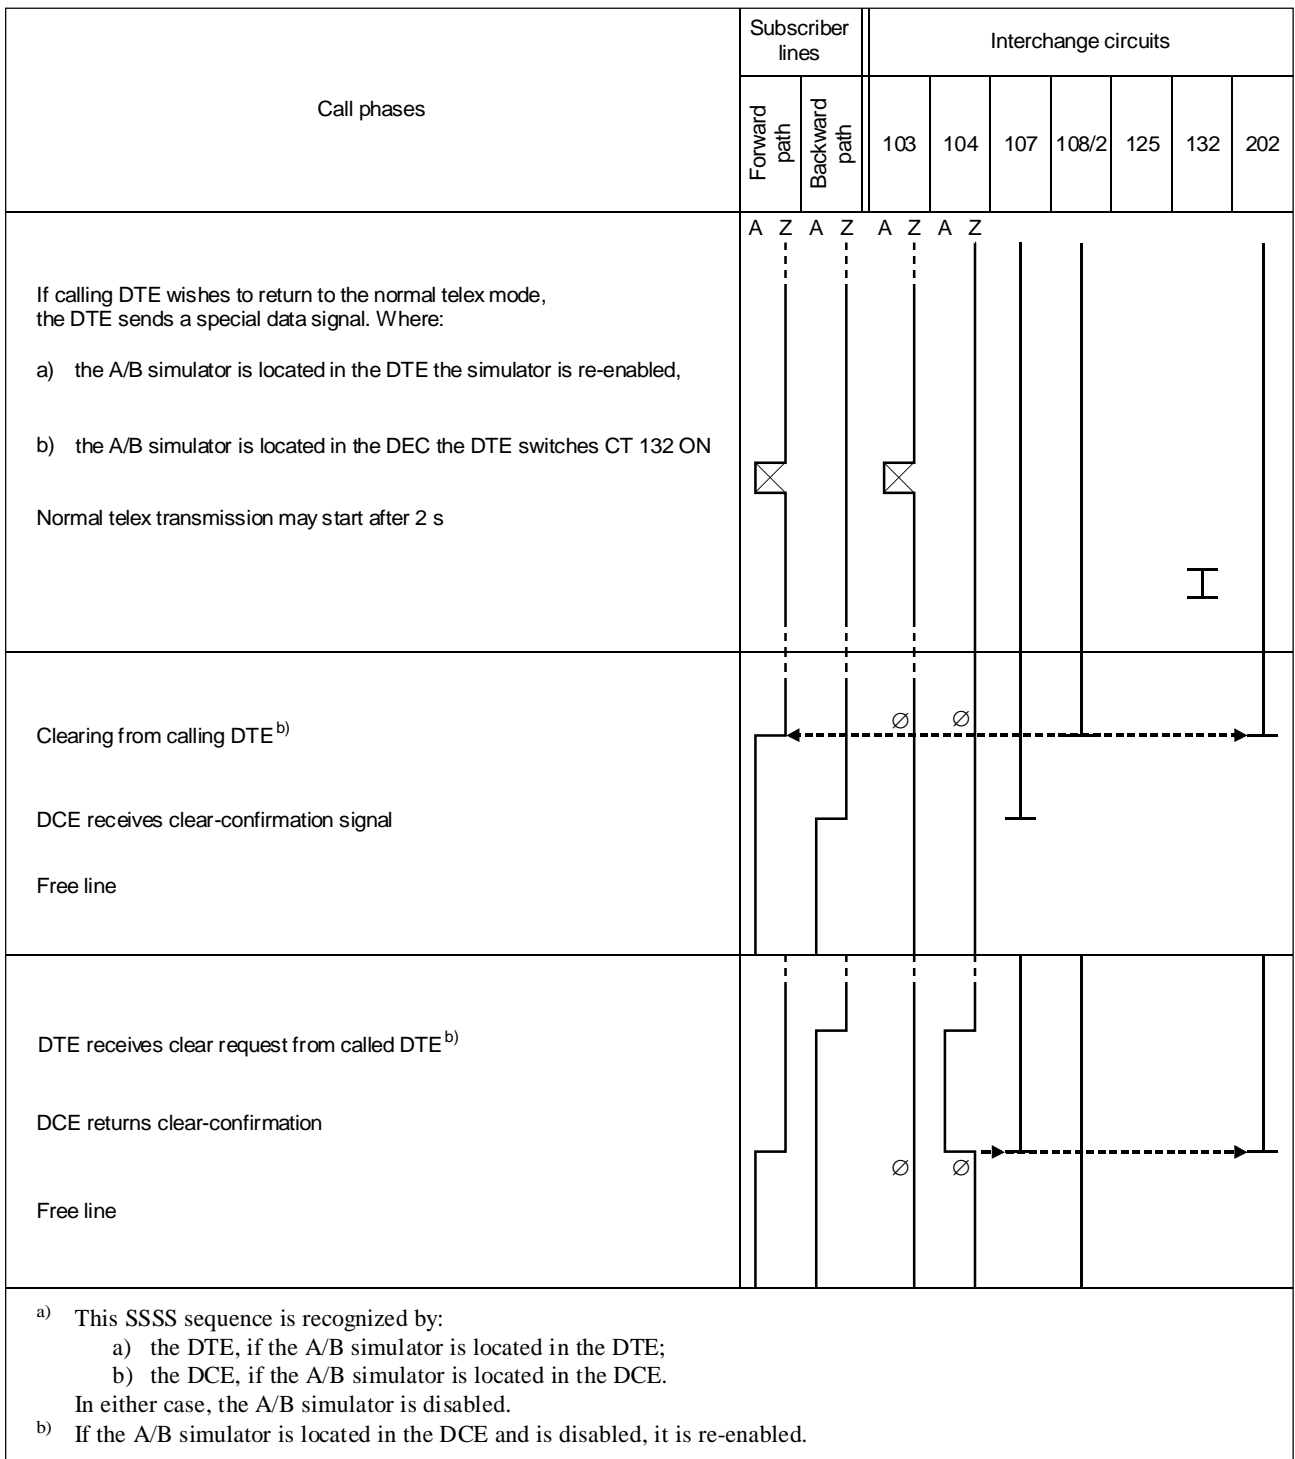 Call phases
Subscriber
lines
Interchange circuits
Forward
path
Backward
path
103
104
107
108/2
125
132
202
A Z A Z A Z A Z
If calling DTE wishes to return to the normal telex mode,
the DTE sends a special data signal. Where:
a) the A/B simulator is located in the DTE the simulator is re-enabled,
b) the A/B simulator is located in the DEC the DTE switches CT 132 ON
Normal telex transmission may start after 2 s
∅ ∅
Clearing from calling DTE b)
DCE receives clear-confirmation signal
Free line
DTE receives clear request from called DTE b)
DCE returns clear-confirmation
∅ ∅
Free line
a) This SSSS sequence is recognized by:
a) the DTE, if the A/B simulator is located in the DTE;
b) the DCE, if the A/B simulator is located in the DCE.
In either case, the A/B simulator is disabled.
b) If the A/B simulator is located in the DCE and is disabled, it is re-enabled.